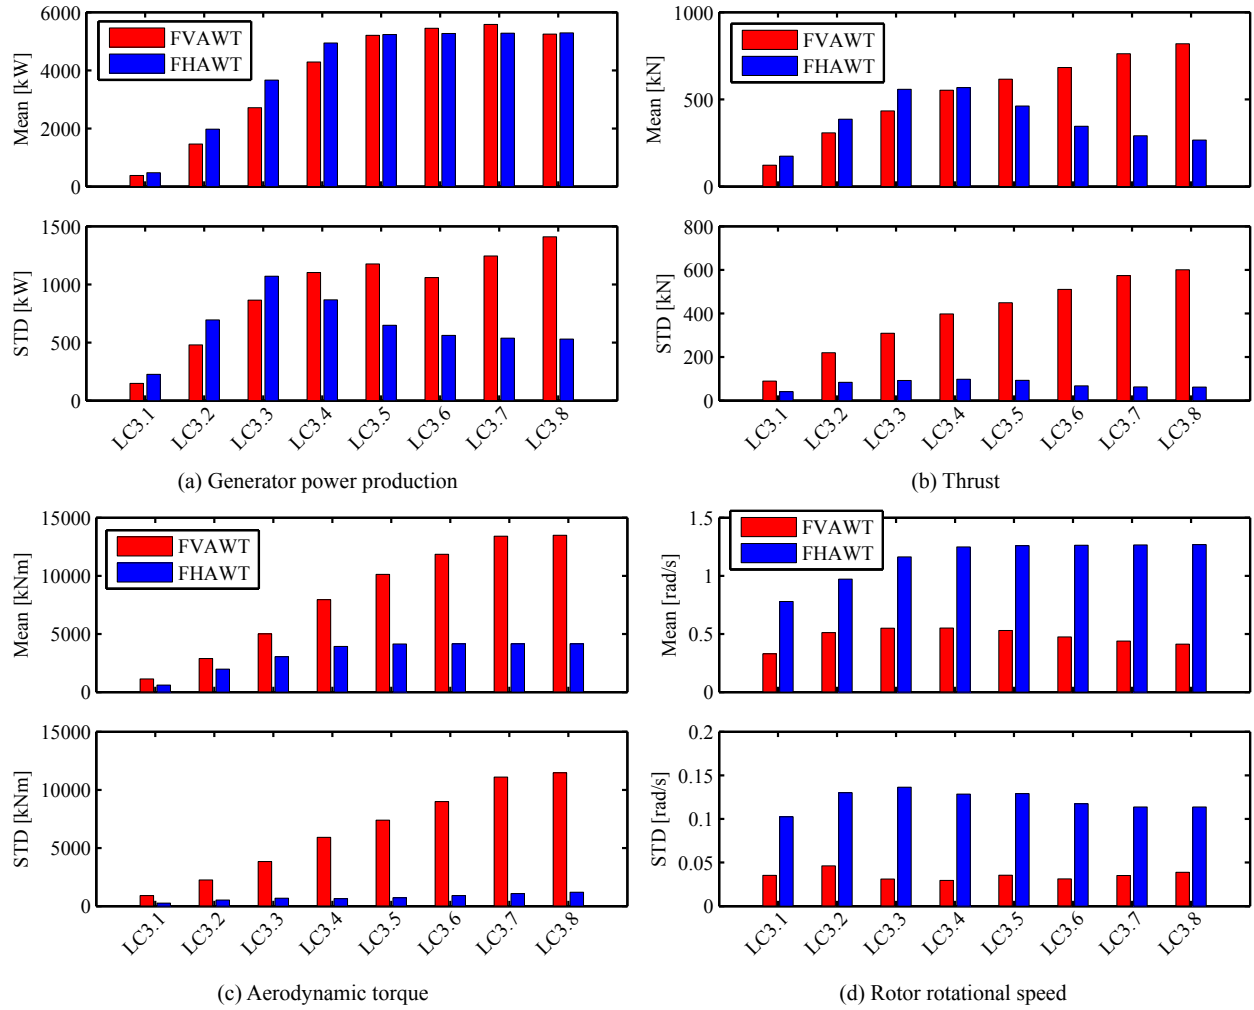 6000
4000
2000
0
Mean [kW]
FVAWT
FHAWT
1500
1000
500
0
STD [kW]
LC3.1
LC3.2
LC3.3
LC3.4
LC3.5
LC3.6
LC3.7
LC3.8
(a) Generator power production
1000
500
0
Mean [kN]
FVAWT
FHAWT
800
600
400
200
0
STD [kN]
LC3.1
LC3.2
LC3.3
LC3.4
LC3.5
LC3.6
LC3.7
LC3.8
(b) Thrust
15000
10000
5000
0
Mean [kNm]
FVAWT
FHAWT
15000
10000
5000
0
STD [kNm]
LC3.1
LC3.2
LC3.3
LC3.4
LC3.5
LC3.6
LC3.7
LC3.8
(c) Aerodynamic torque
1.5
1
0.5
0
Mean [rad/s]
FVAWT
FHAWT
0.2
0.15
0.1
0.05
0
STD [rad/s]
LC3.1
LC3.2
LC3.3
LC3.4
LC3.5
LC3.6
LC3.7
LC3.8
(d) Rotor rotational speed